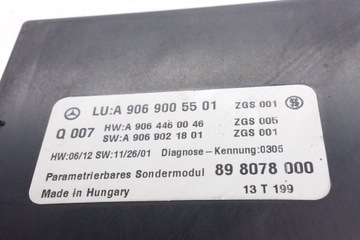 LU:A 906 900 55 01 ZGS 001
Q 007 HW:A 906 446 00 46 ZGS 005
SW:A 906 902 18 01 ZGS 001
HW:06/12 SW:11/26/01 Diagnose - Kennung:0305
Parametrierbares Sondermodul 89 8078 000
Made in Hungary 13 T 199